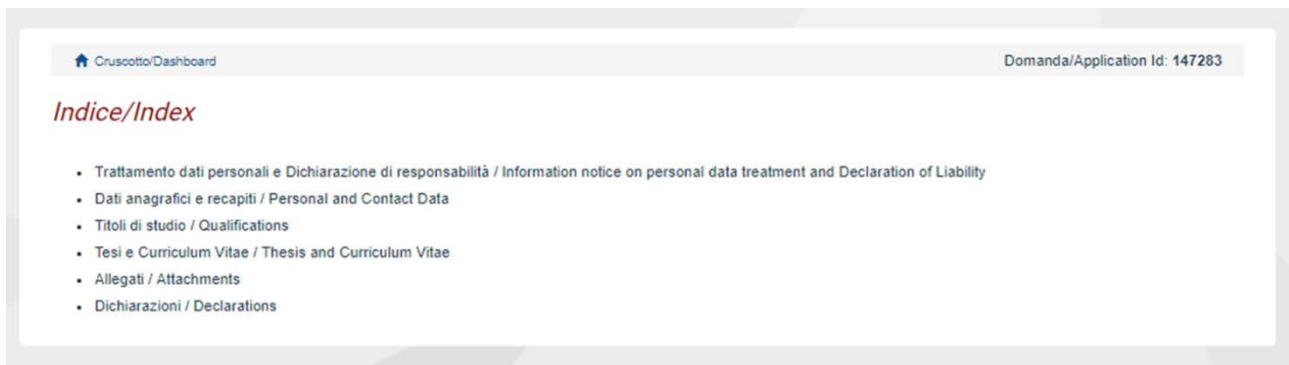 Cruscotto/Dashboard
Domanda/Application Id: 147283
Indice/Index
Trattamento dati personali e Dichiarazione di responsabilità / Information notice on personal data treatment and Declaration of Liability
Dati anagrafici e recapiti / Personal and Contact Data
Titoli di studio / Qualifications
Tesi e Curriculum Vitae / Thesis and Curriculum Vitae
Allegati / Attachments
Dichiarazioni / Declarations